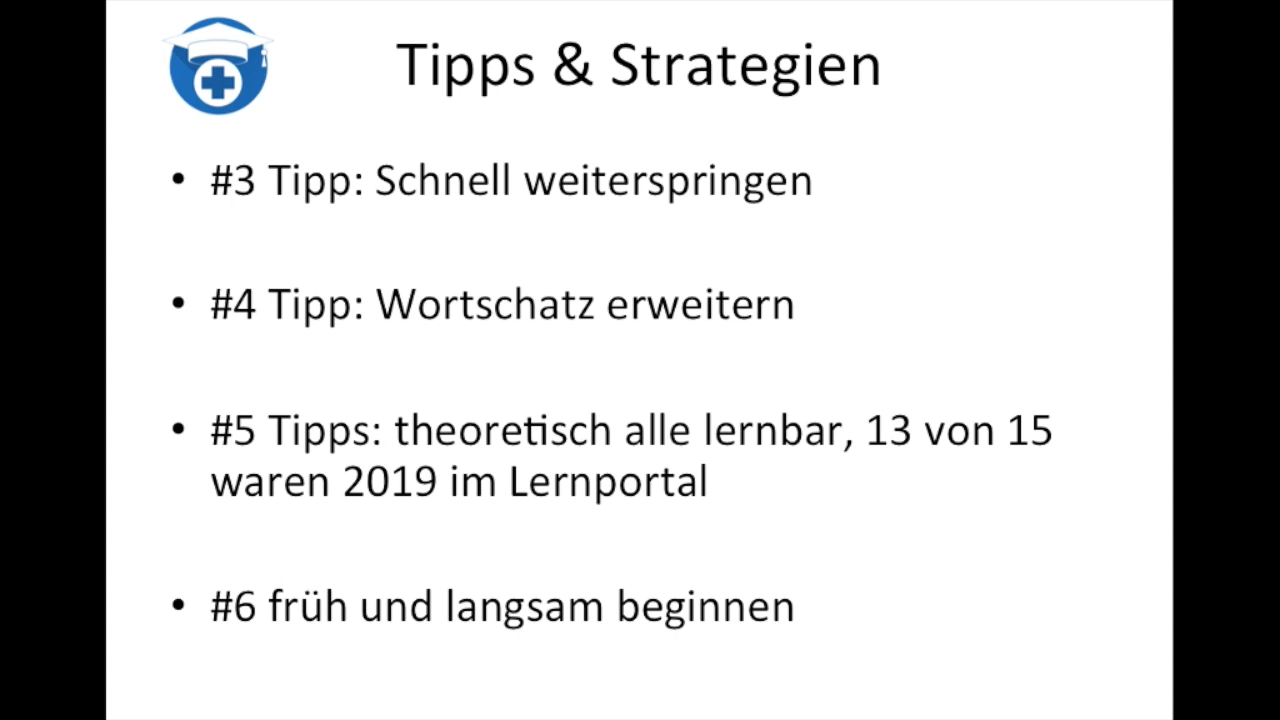 Tipps & Strategien
• #3 Tipp: Schnell weiterspringen
• #4 Tipp: Wortschatz erweitern
• #5 Tipps: theoretisch alle lernbar, 13 von 15
waren 2019 im Lernportal
• #6 früh und langsam beginnen